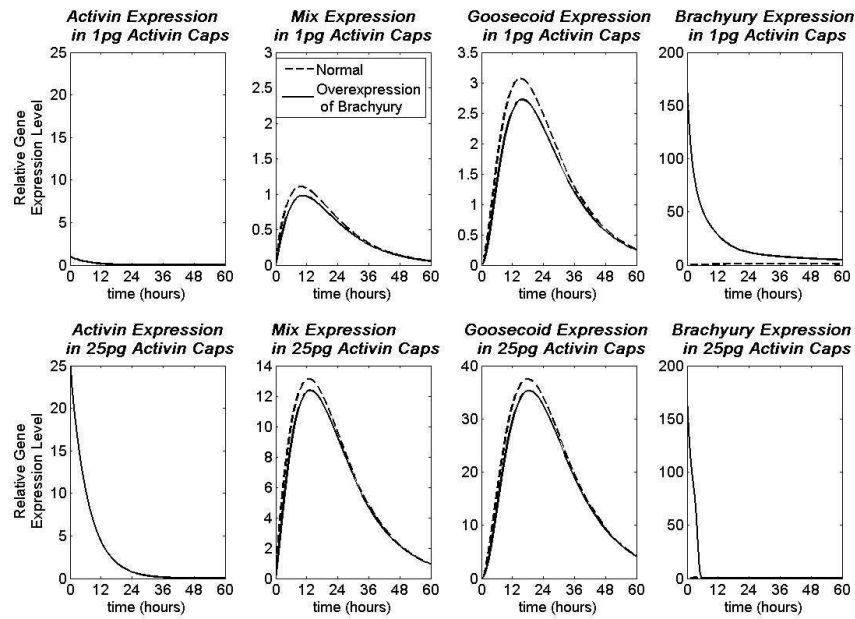 Activin Expression
in 1pg Activin Caps
Mix Expression
in 1pg Activin Caps
Goosecoid Expression
in 1pg Activin Caps
Brachyury Expression
in 1pg Activin Caps
Relative Gene
Expression Level
25
20
15
10
5
0
0 12 24 36 48 60
time (hours)
3
2.5
2
1.5
1
0.5
0
Normal
Overexpression
of Brachyury
0 12 24 36 48 60
time (hours)
3.5
3
2.5
2
1.5
1
0.5
0
0 12 24 36 48 60
time (hours)
200
150
100
50
0
0 12 24 36 48 60
time (hours)
Activin Expression
in 25pg Activin Caps
Mix Expression
in 25pg Activin Caps
Goosecoid Expression
in 25pg Activin Caps
Brachyury Expression
in 25pg Activin Caps
Relative Gene
Expression Level
25
20
15
10
5
0
0 12 24 36 48 60
time (hours)
14
12
10
8
6
4
2
0
0 12 24 36 48 60
time (hours)
40
30
20
10
0
0 12 24 36 48 60
time (hours)
200
150
100
50
0
0 12 24 36 48 60
time (hours)